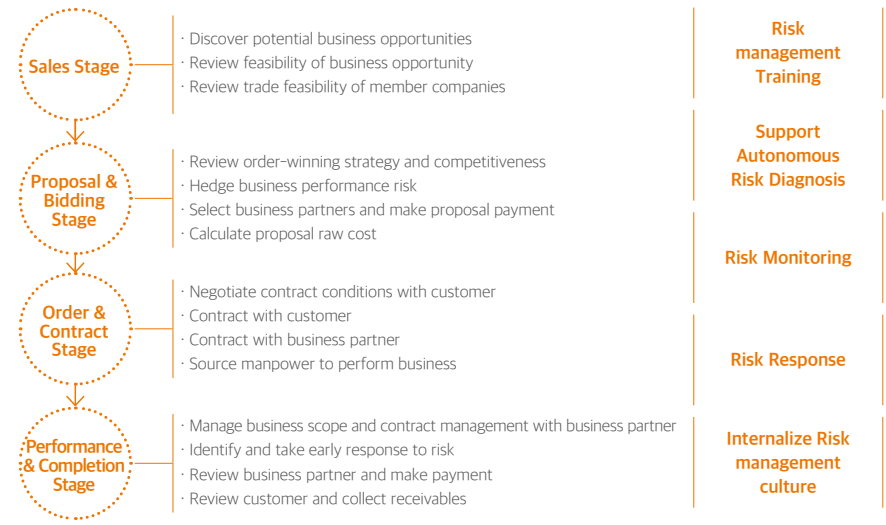 Sales Stage
· Discover potential business opportunities
· Review feasibility of business opportunity
· Review trade feasibility of member companies
Proposal &
Bidding
Stage
· Review order-winning strategy and competitiveness
· Hedge business performance risk
· Select business partners and make proposal payment
· Calculate proposal raw cost
Order &
Contract
Stage
· Negotiate contract conditions with customer
· Contract with customer
· Contract with business partner
· Source manpower to perform business
Performance
& Completion
Stage
· Manage business scope and contract management with business partner
· Identify and take early response to risk
· Review business partner and make payment
· Review customer and collect receivables
Risk
management
Training
Support
Autonomous
Risk Diagnosis
Risk Monitoring
Risk Response
Internalize Risk
management
culture